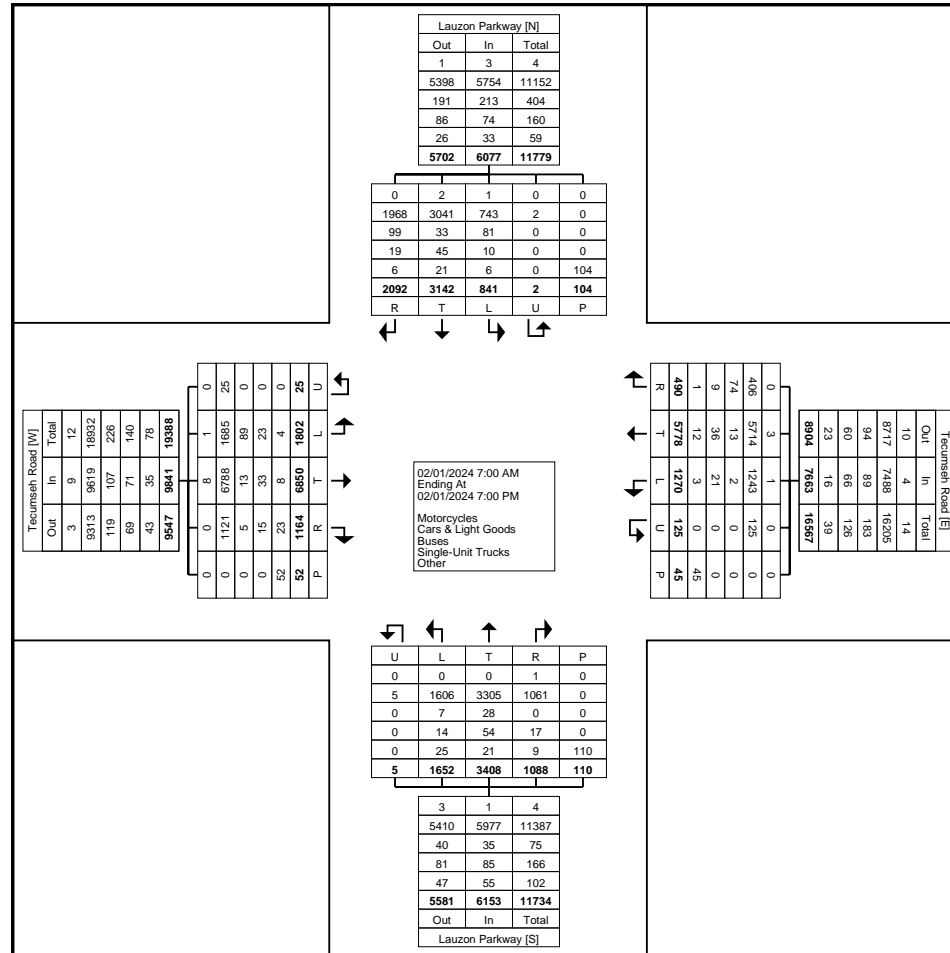 Lauzon Parkway [N]
Out In Total
1 3 4
5398 5754 11152
191 213 404
86 74 160
26 33 59
5702 6077 11779
0 2 1 0 0
1968 3041 743 2 0
99 33 81 0 0
19 45 10 0 0
6 21 6 0 104
2092 3142 841 2 104
R T L U P
Tecumseh Road [W]
Out In Total
3 9 12
9313 9619 18932
119 107 226
69 71 140
43 35 78
9547 9841 19388
0 1 8 0 0
25 1685 6788 1121 0
0 89 13 5 0
0 23 33 15 0
0 4 8 23 52
25 1802 6850 1164 52
U L T R P
02/01/2024 7:00 AM
Ending At
02/01/2024 7:00 PM
Motorcycles
Cars & Light Goods
Buses
Single-Unit Trucks
Other
Tecumseh Road [E]
Out In Total
10 4 14
8717 7488 16205
94 89 183
60 66 126
23 16 39
8904 7663 16567
0 3 1 0 0
406 5714 1243 125 0
74 13 2 0 0
9 36 21 0 0
1 12 3 0 45
490 5778 1270 125 45
R T L U P
U L T R P
0 0 0 1 0
5 1606 3305 1061 0
0 7 28 0 0
0 14 54 17 0
0 25 21 9 110
5 1652 3408 1088 110
3 1 4
5410 5977 11387
40 35 75
81 85 166
47 55 102
5581 6153 11734
Out In Total
Lauzon Parkway [S]